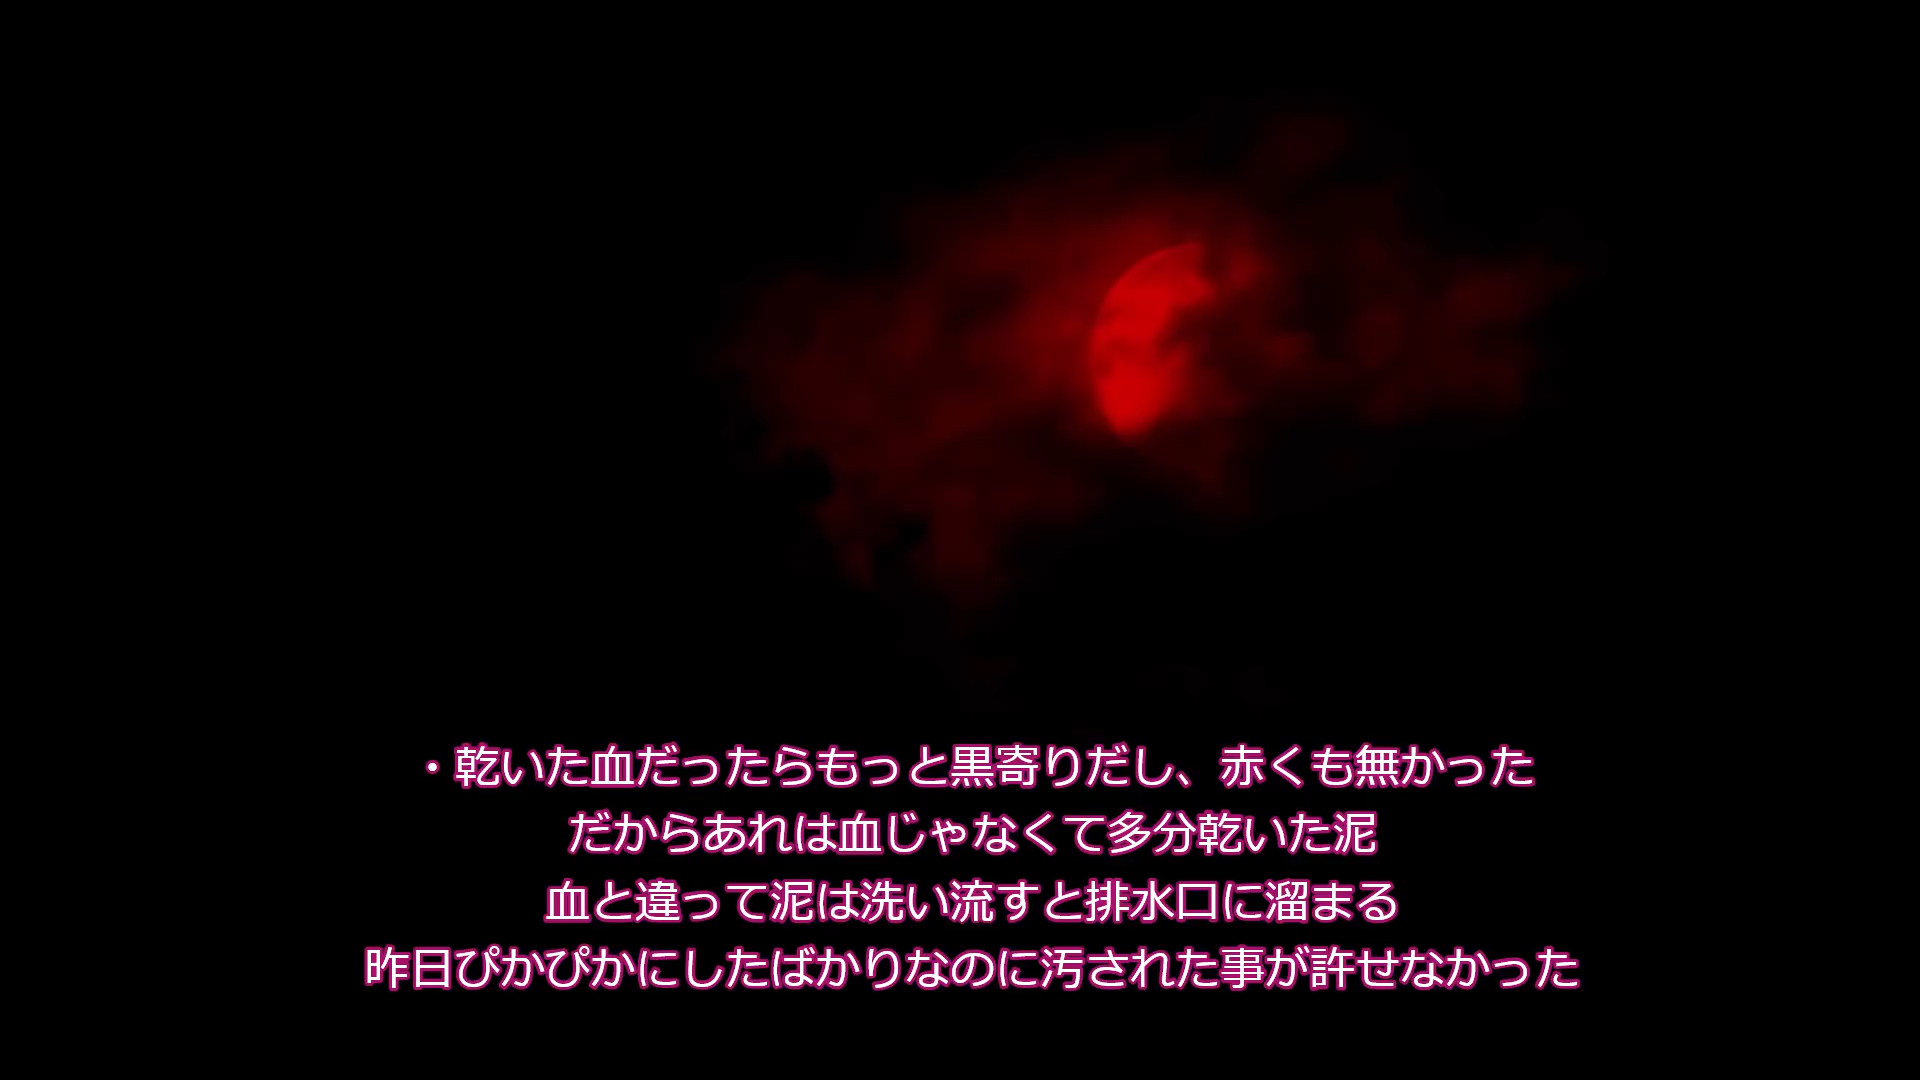 ・乾いた血だったらもっと黒寄りだし、赤くも無かった
だからあれは血じゃなくて多分乾いた泥
血と違って泥は洗い流すと排水口に溜まる
昨日ぴかぴかにしたばかりなのに汚された事が許せなかった